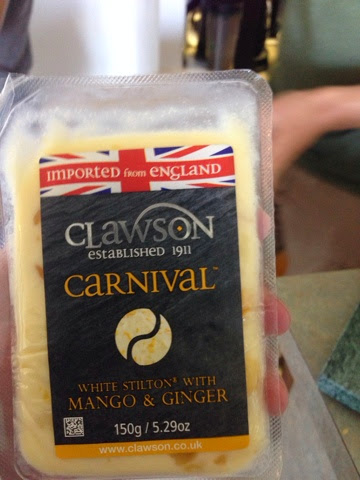 IMPORTED from ENGLAND
CLAWSON
ESTABLISHED 1911
CARNIVAL™
WHITE STILTON® WITH
MANGO & GINGER
150g / 5.29oz
www.clawson.co.uk